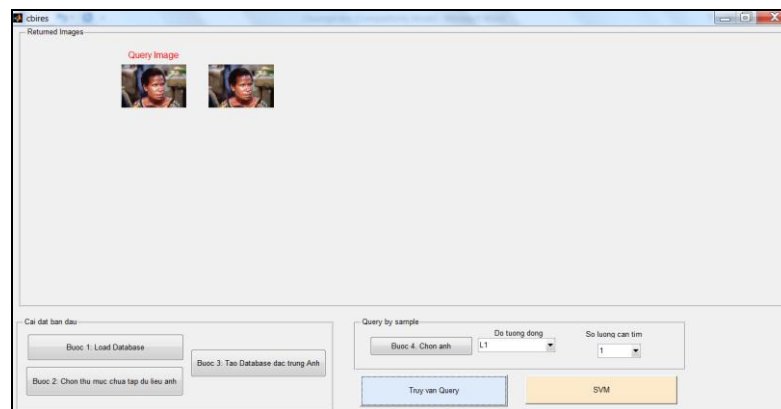 cbires
Returned Images
Query Image
Cai dat ban dau
Buoc 1: Load Database
Buoc 2: Chon thu muc chua tap du lieu anh
Buoc 3: Tao Database dac trung Anh
Query by sample
Buoc 4. Chon anh
Do tuong dong
L1
So luong can tim
1
Truy van Query
SVM